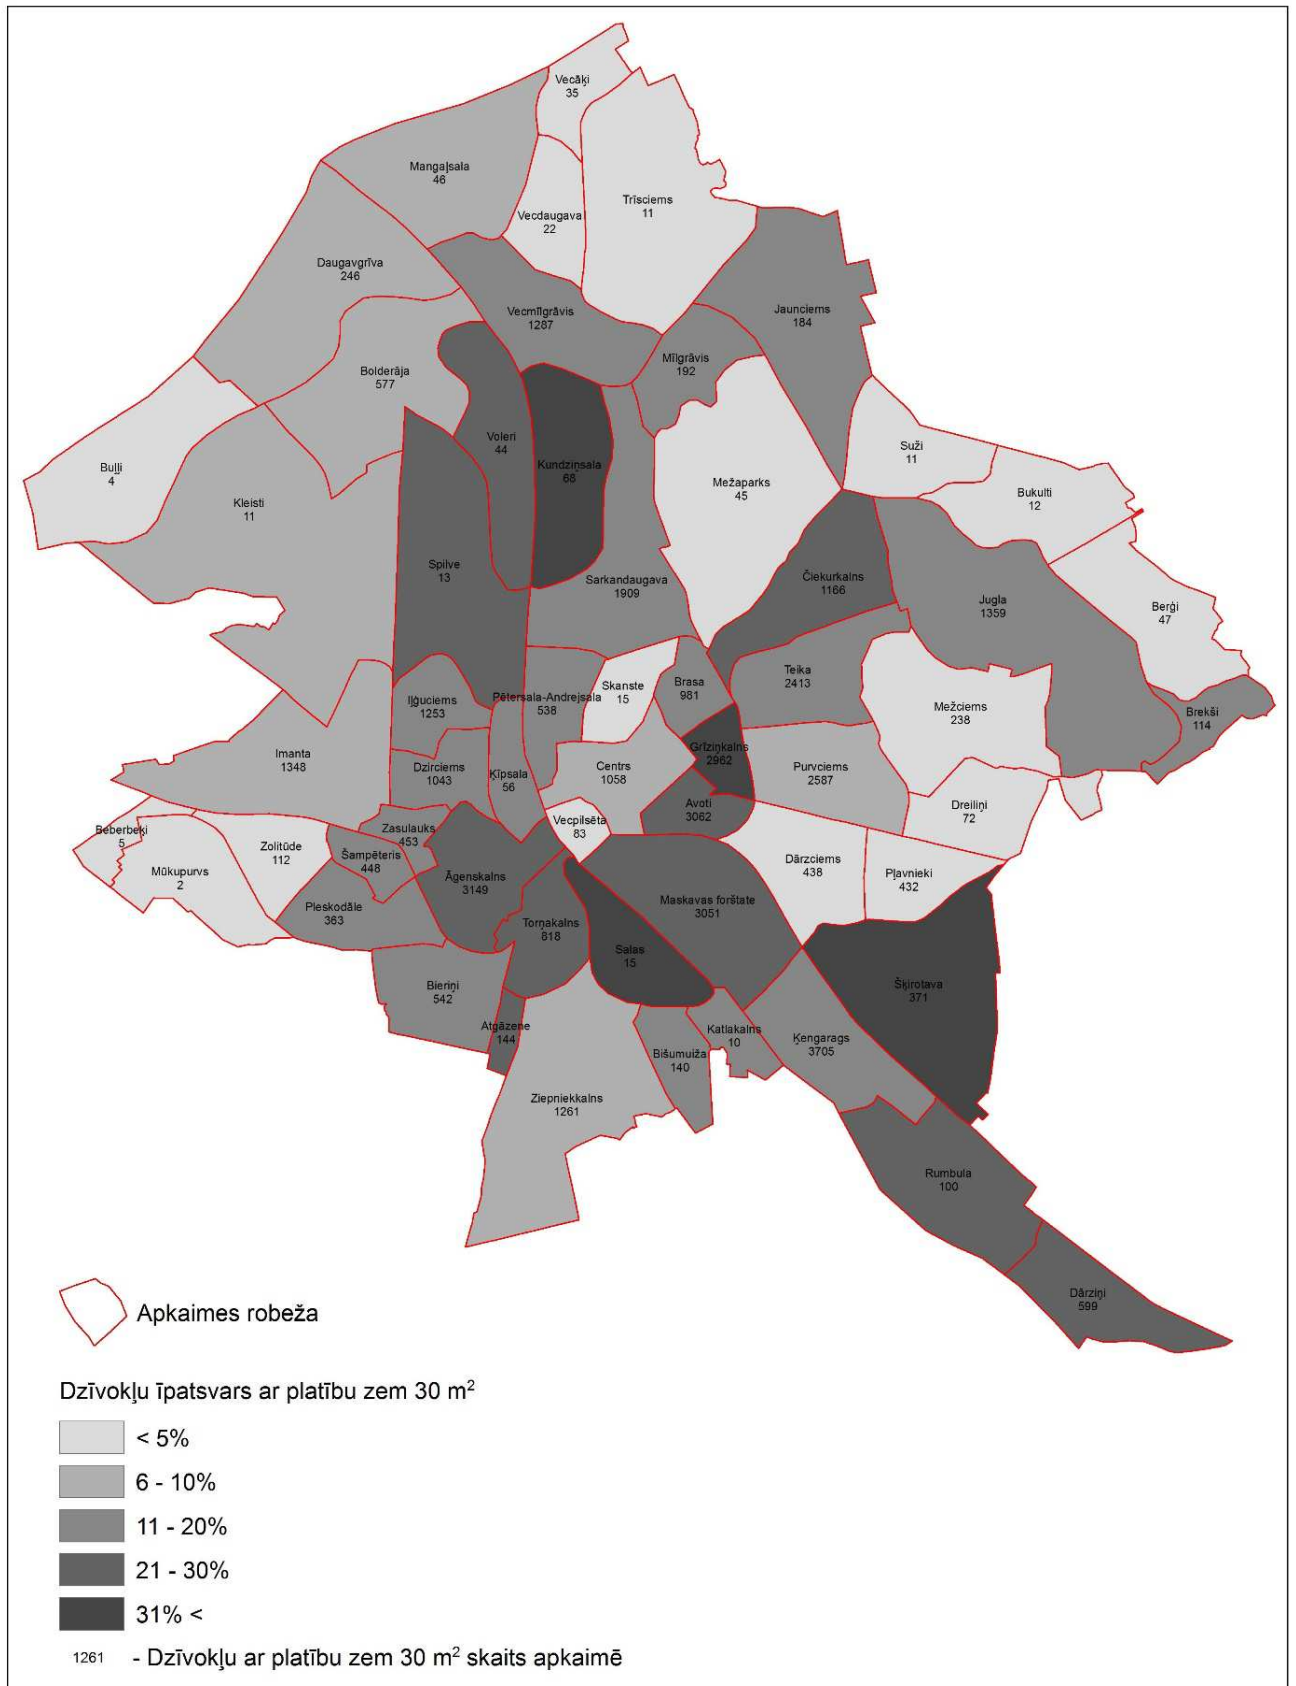 Vecāķi
35
Mangaļsala
46
Trīsciems
11
Vecdaugava
22
Daugavgrīva
246
Vecmīlgrāvis
1287
Jaunciems
184
Mīlgrāvis
192
Bolderāja
577
Voleri
44
Kundziņsala
68
Buļļi
4
Kleisti
11
Mežaparks
45
Suži
11
Bukulti
12
Spilve
13
Sarkandaugava
1909
Čiekurkalns
1166
Jugla
1359
Berģi
47
Teika
2413
Skanste
15
Brasa
981
Pētersala-Andrejsala
538
Iļģuciems
1253
Mežciems
238
Brekši
114
Imanta
1348
Dzirciems
1043
Ķīpsala
56
Centrs
1058
Grīziņkalns
2962
Purvciems
2587
Avoti
3062
Dreiliņi
72
Vecpilsēta
83
Beberbeķi
5
Zolitūde
112
Zasulauks
453
Šampēteris
448
Mūkupurvs
2
Āgenskalns
3149
Dārzciems
438
Pļavnieki
432
Pleskodāle
363
Torņakalns
818
Maskavas forštate
3051
Salas
15
Bieriņi
542
Šķirotava
371
Atgāzene
144
Bišumuiža
140
Katlakalns
10
Ķengarags
3705
Ziepniekkalns
1261
Rumbula
100
Dārziņi
599
Apkaimes robeža
Dzīvokļu īpatsvars ar platību zem 30 m²
< 5%
6 - 10%
11 - 20%
21 - 30%
31% <
1261 - Dzīvokļu ar platību zem 30 m² skaits apkaimē